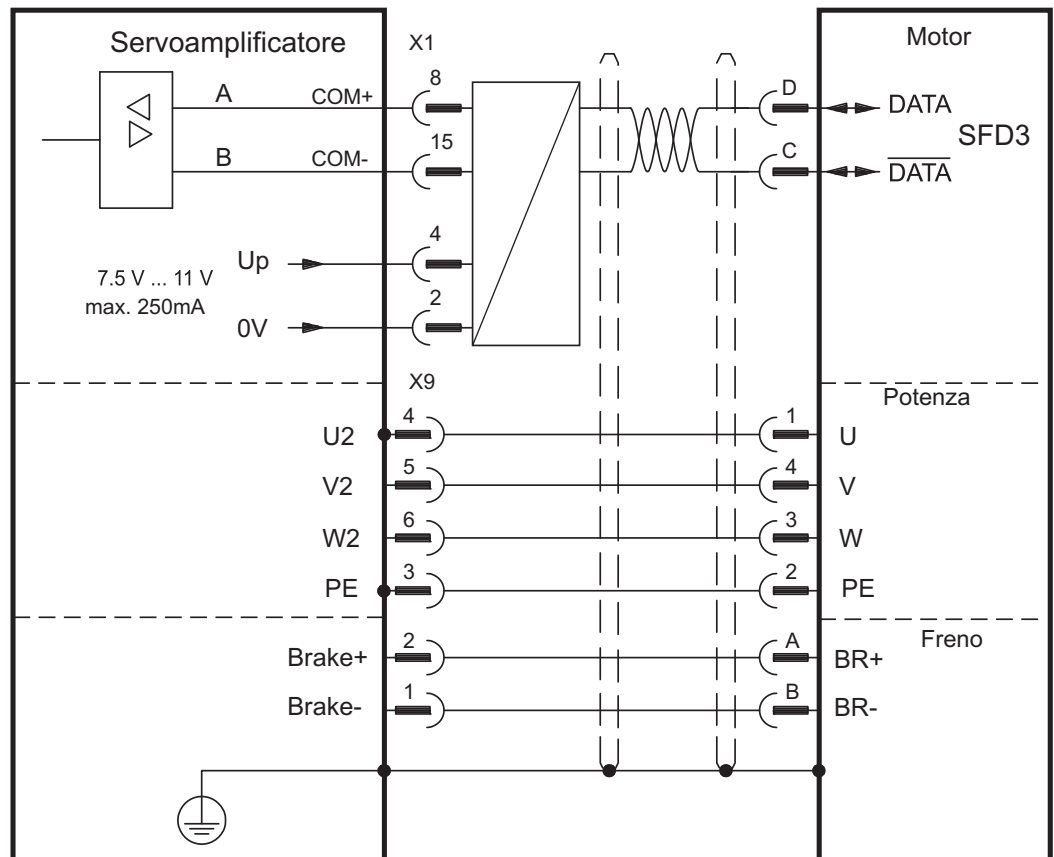 Servoamplificatore X1 Motor
A COM+ 8 D DATA
SFD3
B COM- 15 C DATA
Up 4
7.5 V ... 11 V
max. 250mA
0V 2
X9
Potenza
U2 4 1 U
V2 5 4 V
W2 6 3 W
PE 3 2 PE
Freno
Brake+ 2 A BR+
Brake- 1 B BR-